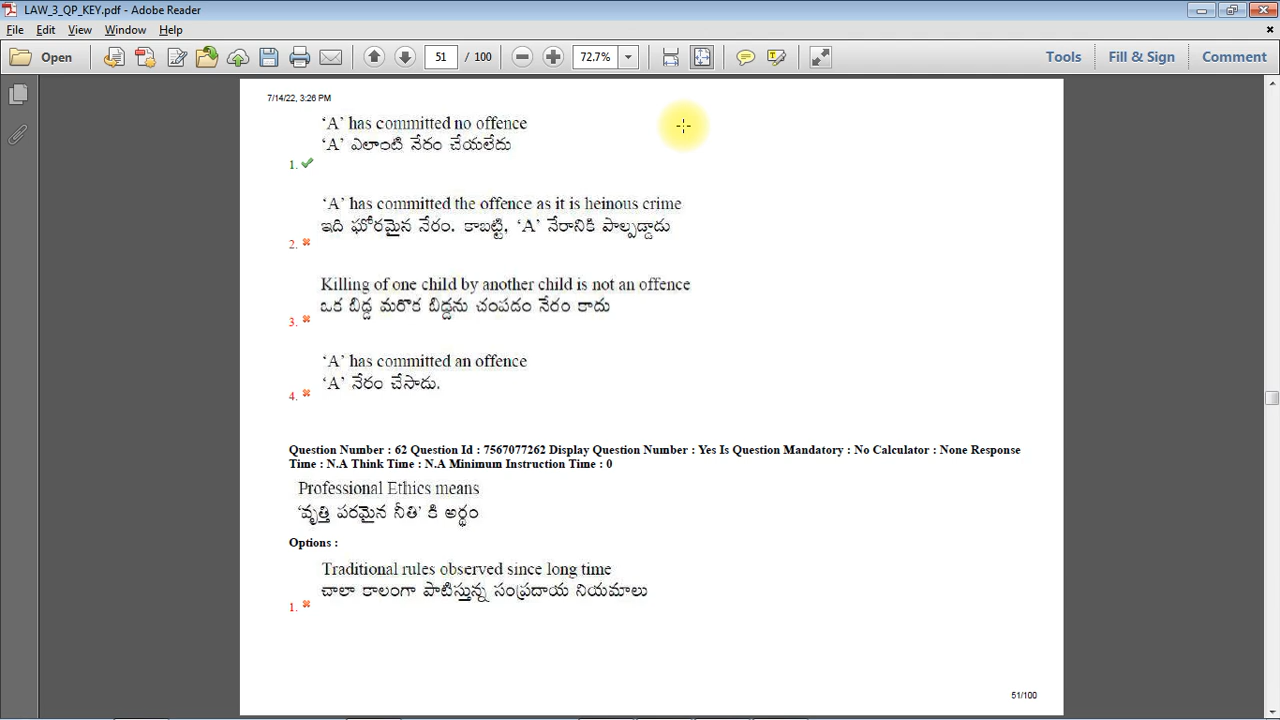 LAW_3_QP_KEY.pdf - Adobe Reader
File Edit View Window Help
Open 51 / 100 72.7% Tools Fill & Sign Comment
7/14/22, 3:26 PM
‘A’ has committed no offence
‘A’ ఎలాంటి నేరం చేయలేదు
1.
‘A’ has committed the offence as it is heinous crime
ఇది ఘోరమైన నేరం. కాబట్టి, ‘A’ నేరానికి పాల్పడ్డాడు
2.
Killing of one child by another child is not an offence
ఒక బిడ్డ మరొక బిడ్డను చంపడం నేరం కాదు
3.
‘A’ has committed an offence
‘A’ నేరం చేసాడు.
4.
Question Number : 62 Question Id : 7567077262 Display Question Number : Yes Is Question Mandatory : No Calculator : None Response
Time : N.A Think Time : N.A Minimum Instruction Time : 0
Professional Ethics means
‘వృత్తి పరమైన నీతి’ కి అర్థం
Options :
Traditional rules observed since long time
చాలా కాలంగా పాటిస్తున్న సంప్రదాయ నియమాలు
1.
51/100